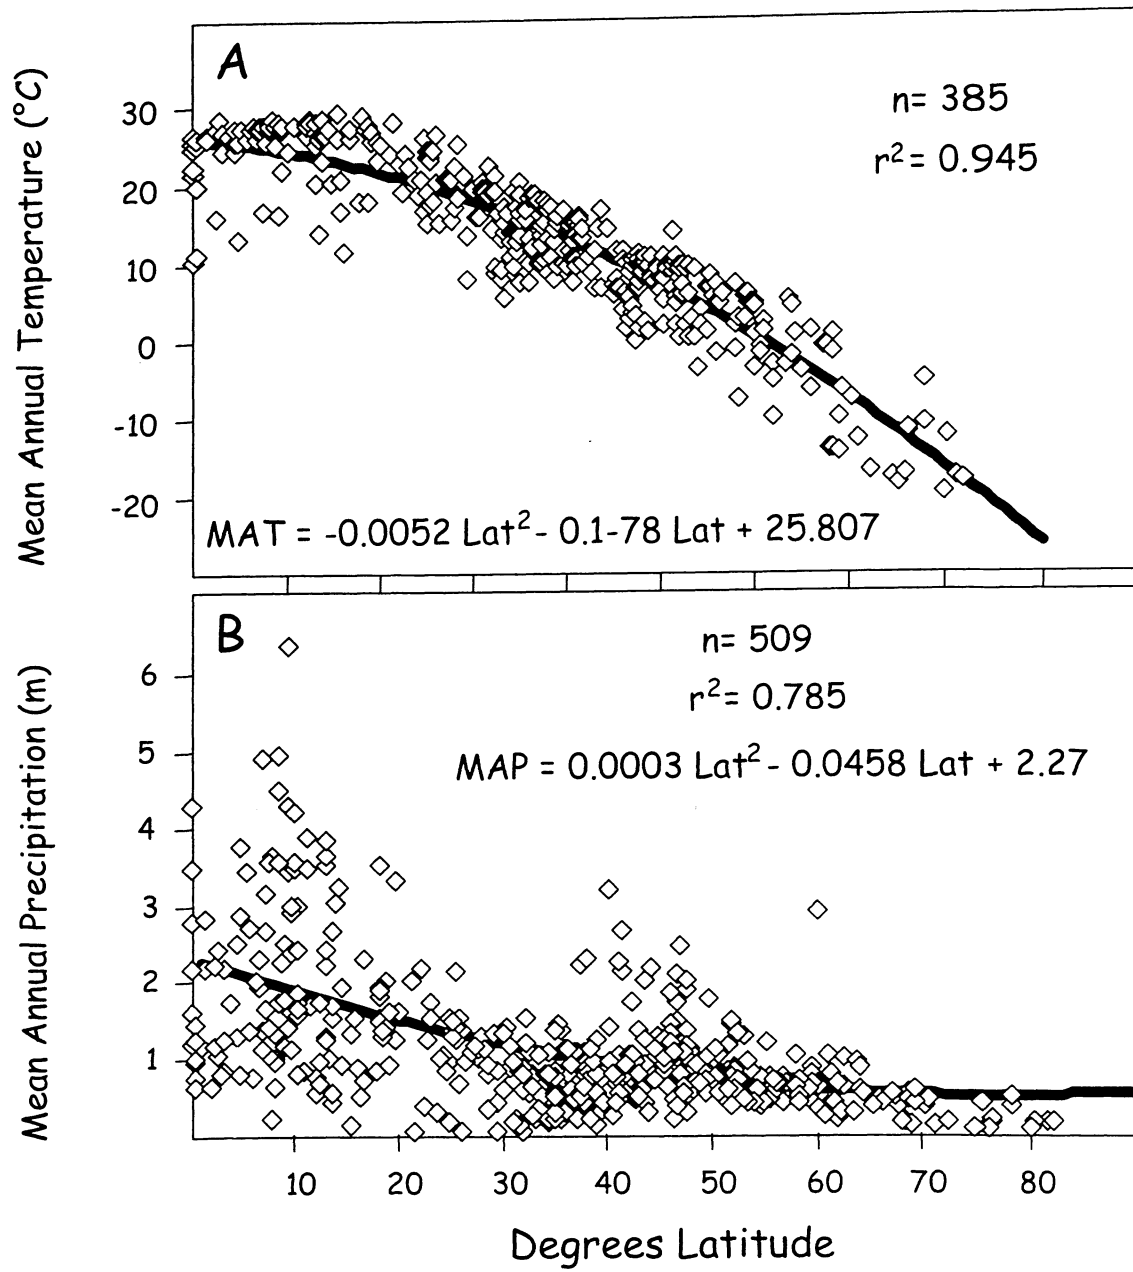 A
n= 385
r²= 0.945
30
20
10
0
-10
-20
Mean Annual Temperature (°C)
MAT = -0.0052 Lat² - 0.1-78 Lat + 25.807
B
n= 509
r²= 0.785
MAP = 0.0003 Lat² - 0.0458 Lat + 2.27
6
5
4
3
2
1
Mean Annual Precipitation (m)
10 20 30 40 50 60 70 80
Degrees Latitude